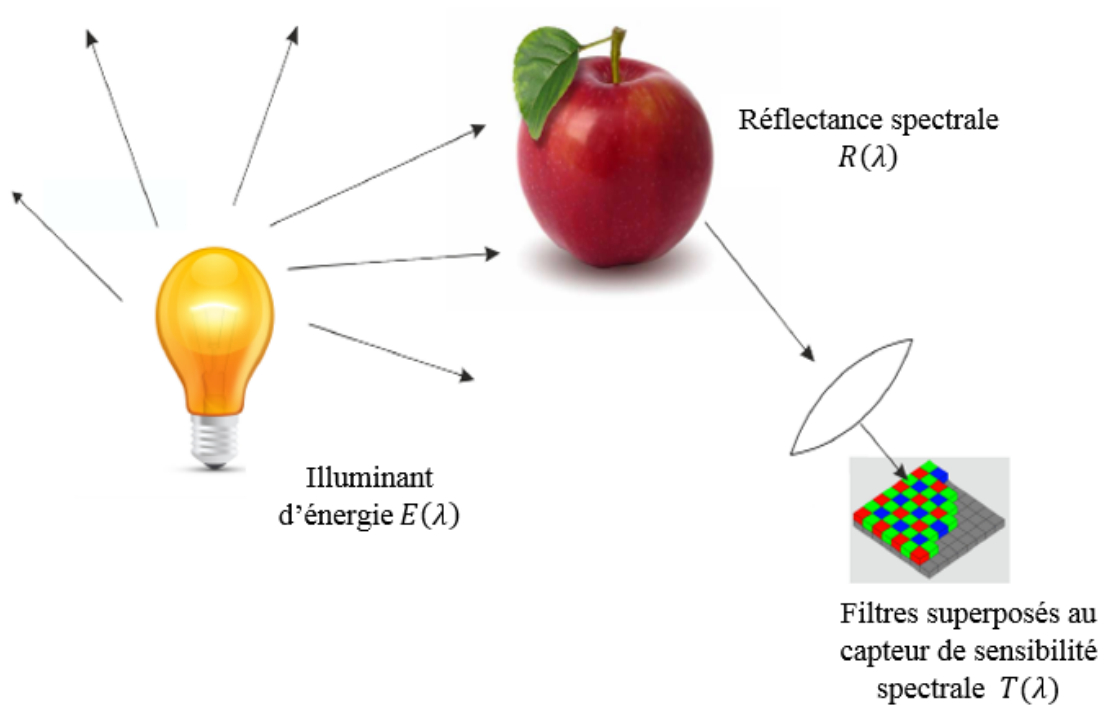 Réflectance spectrale
R(λ)
Illuminant
d'énergie E(λ)
Filtres superposés au
capteur de sensibilité
spectrale T(λ)